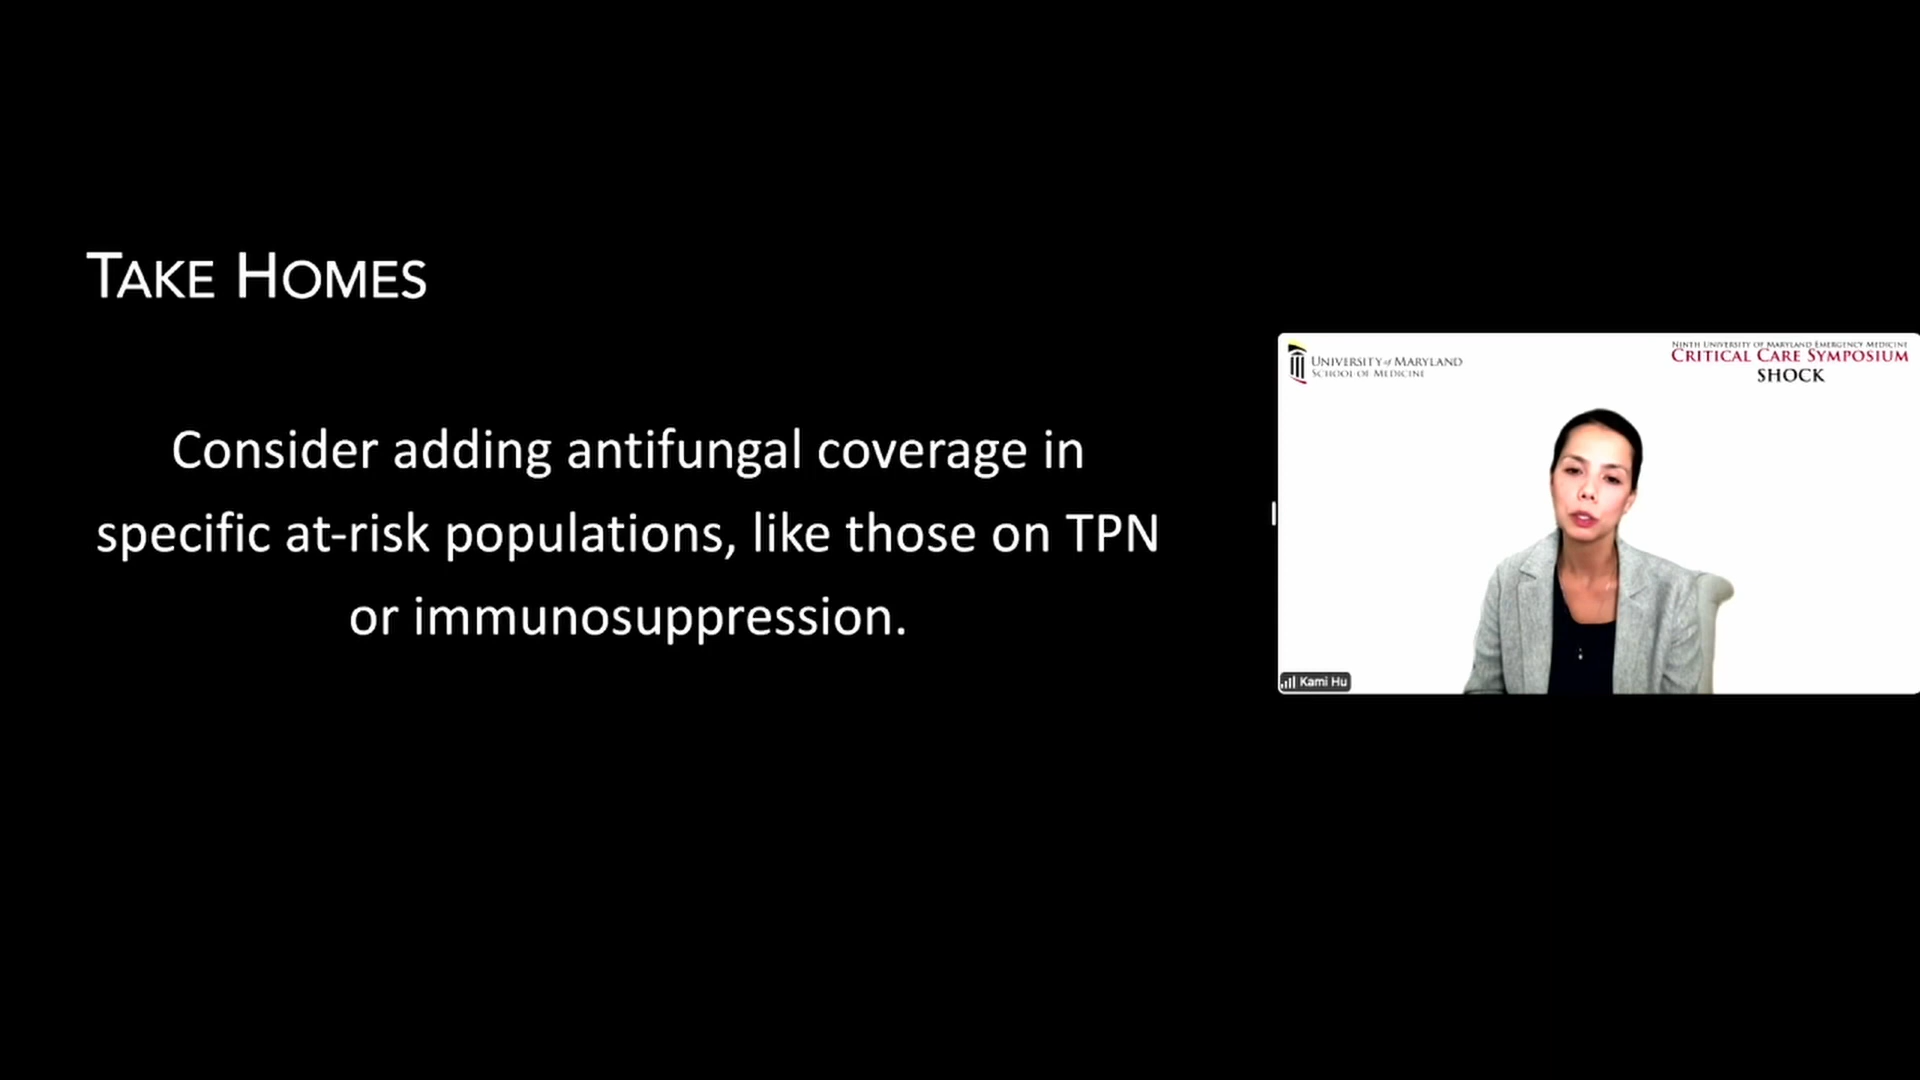 TAKE HOMES
Consider adding antifungal coverage in
specific at-risk populations, like those on TPN
or immunosuppression.
UNIVERSITY of MARYLAND
SCHOOL OF MEDICINE
NINTH UNIVERSITY OF MARYLAND EMERGENCY MEDICINE
CRITICAL CARE SYMPOSIUM
SHOCK
Kami Hu